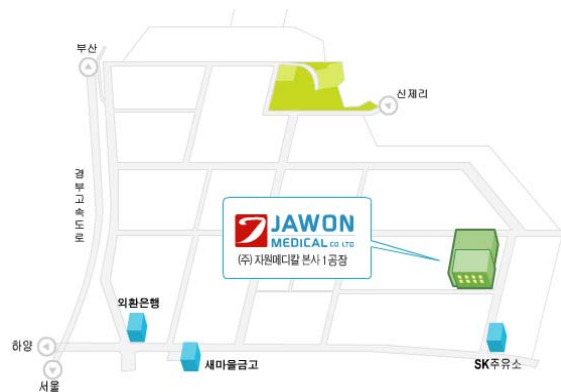 부산
신제리
경부고속도로
JAWON
MEDICAL CO LTD
(주) 자원메디칼 본사 1공장
외환은행
하양
새마을금고
SK주유소
서울